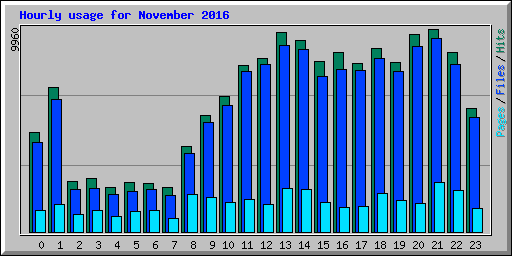 Hourly usage for November 2016
9960
Pages / Files / Hits
0 1 2 3 4 5 6 7 8 9 10 11 12 13 14 15 16 17 18 19 20 21 22 23